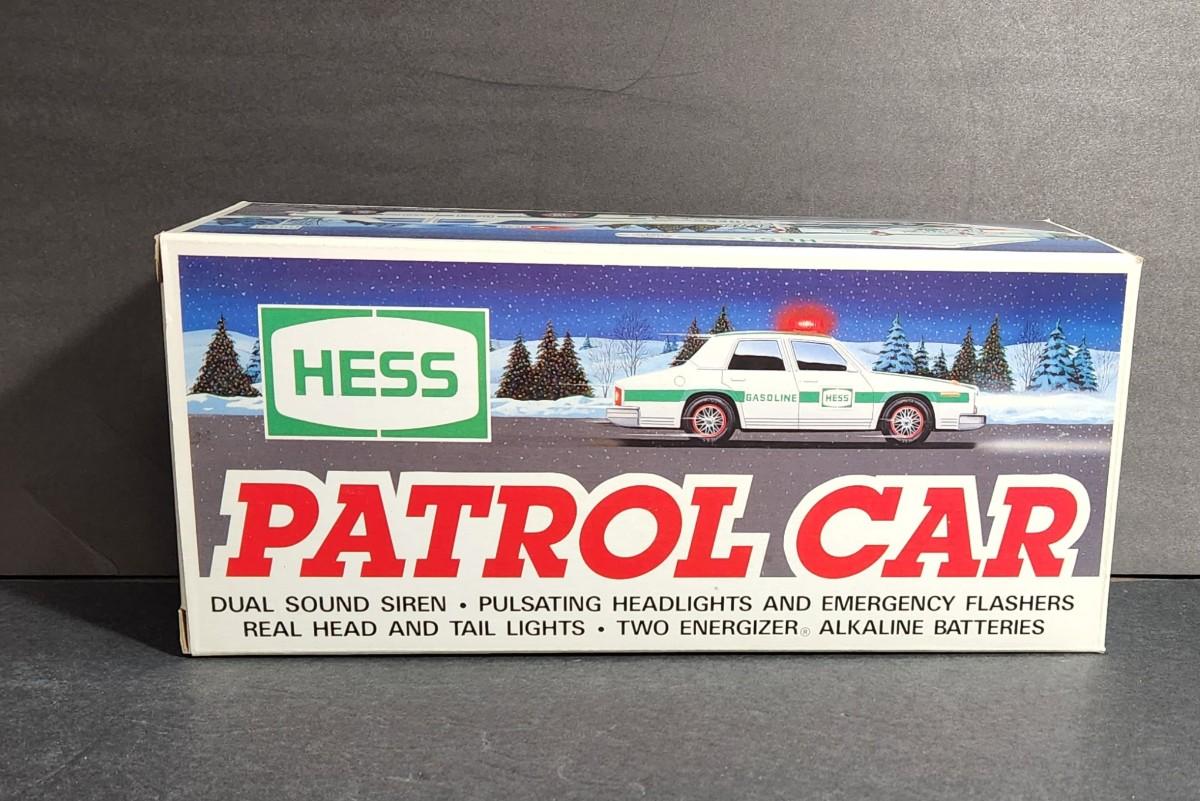 HESS
GASOLINE HESS
PATROL CAR
DUAL SOUND SIREN • PULSATING HEADLIGHTS AND EMERGENCY FLASHERS
REAL HEAD AND TAIL LIGHTS • TWO ENERGIZER® ALKALINE BATTERIES